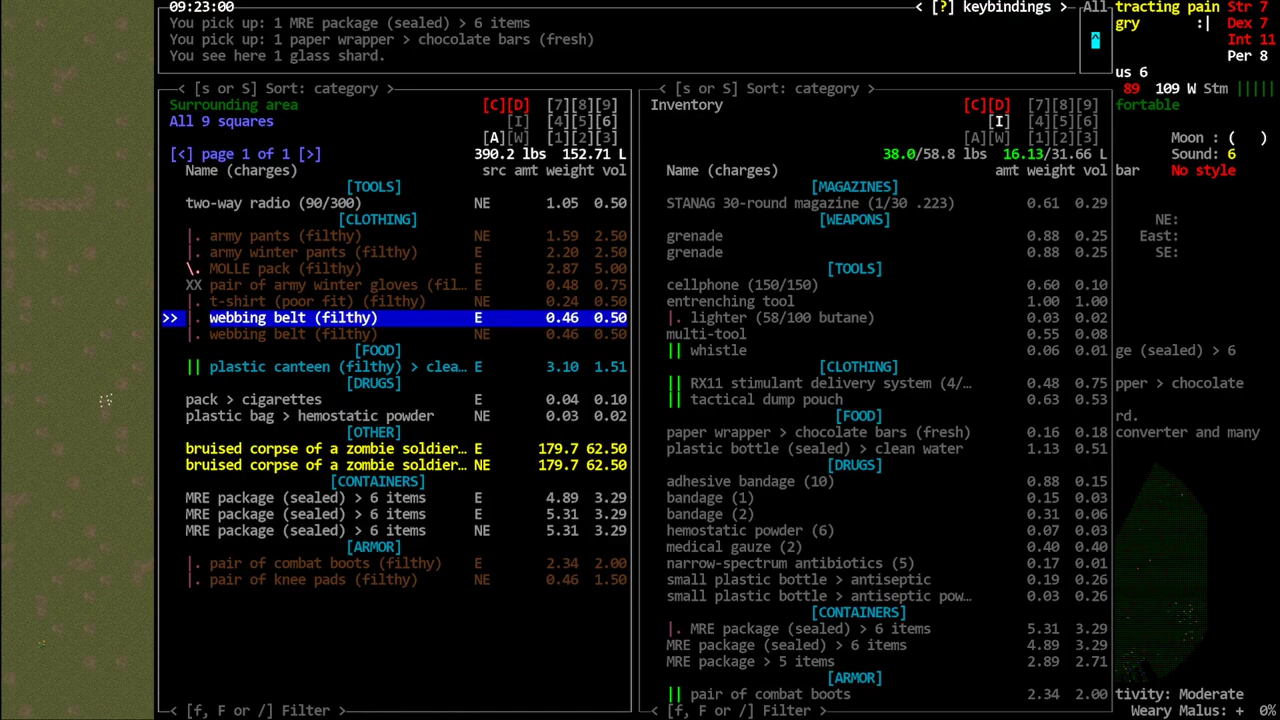 09:23:00
< [?] keybindings > All
You pick up: 1 MRE package (sealed) > 6 items
You pick up: 1 paper wrapper > chocolate bars (fresh)
You see here 1 glass shard.
^
tracting pain Str 7
gry :| Dex 7
Int 11
Per 8
us 6
89 109 W Stm |||||
fortable
Moon : ( )
Sound: 6
bar No style
NE:
East:
SE:
ge (sealed) > 6
pper > chocolate
rd.
converter and many
tivity: Moderate
Weary Malus: + 0%
< [s or S] Sort: category >
Surrounding area [C][D] [7][8][9]
All 9 squares [I] [4][5][6]
[A][W] [1][2][3]
[<] page 1 of 1 [>] 390.2 lbs 152.71 L
Name (charges) src amt weight vol
[TOOLS]
two-way radio (90/300) NE 1.05 0.50
[CLOTHING]
|. army pants (filthy) NE 1.59 2.50
|. army winter pants (filthy) E 2.20 2.50
\. MOLLE pack (filthy) E 2.87 5.00
XX pair of army winter gloves (fil… E 0.48 0.75
|. t-shirt (poor fit) (filthy) NE 0.24 0.50
>> |. webbing belt (filthy) E 0.46 0.50
|. webbing belt (filthy) NE 0.46 0.50
[FOOD]
|| plastic canteen (filthy) > clea… E 3.10 1.51
[DRUGS]
pack > cigarettes E 0.04 0.10
plastic bag > hemostatic powder NE 0.03 0.02
[OTHER]
bruised corpse of a zombie soldier… E 179.7 62.50
bruised corpse of a zombie soldier… NE 179.7 62.50
[CONTAINERS]
MRE package (sealed) > 6 items E 4.89 3.29
MRE package (sealed) > 6 items E 5.31 3.29
MRE package (sealed) > 6 items NE 5.31 3.29
[ARMOR]
|. pair of combat boots (filthy) E 2.34 2.00
|. pair of knee pads (filthy) NE 0.46 1.50
< [f, F or /] Filter >
< [s or S] Sort: category >
Inventory [C][D] [7][8][9]
[I] [4][5][6]
[A][W] [1][2][3]
38.0/58.8 lbs 16.13/31.66 L
Name (charges) amt weight vol
[MAGAZINES]
STANAG 30-round magazine (1/30 .223) 0.61 0.29
[WEAPONS]
grenade 0.88 0.25
grenade 0.88 0.25
[TOOLS]
cellphone (150/150) 0.60 0.10
entrenching tool 1.00 1.00
|. lighter (58/100 butane) 0.03 0.02
multi-tool 0.55 0.08
|| whistle 0.06 0.01
[CLOTHING]
|| RX11 stimulant delivery system (4/… 0.48 0.75
|| tactical dump pouch 0.63 0.53
[FOOD]
paper wrapper > chocolate bars (fresh) 0.16 0.18
plastic bottle (sealed) > clean water 1.13 0.51
[DRUGS]
adhesive bandage (10) 0.88 0.15
bandage (1) 0.15 0.03
bandage (2) 0.31 0.06
hemostatic powder (6) 0.07 0.03
medical gauze (2) 0.40 0.40
narrow-spectrum antibiotics (5) 0.17 0.01
small plastic bottle > antiseptic 0.19 0.26
small plastic bottle > antiseptic pow… 0.03 0.26
[CONTAINERS]
|. MRE package (sealed) > 6 items 5.31 3.29
MRE package (sealed) > 6 items 4.89 3.29
MRE package > 5 items 2.89 2.71
[ARMOR]
|| pair of combat boots 2.34 2.00
< [f, F or /] Filter >